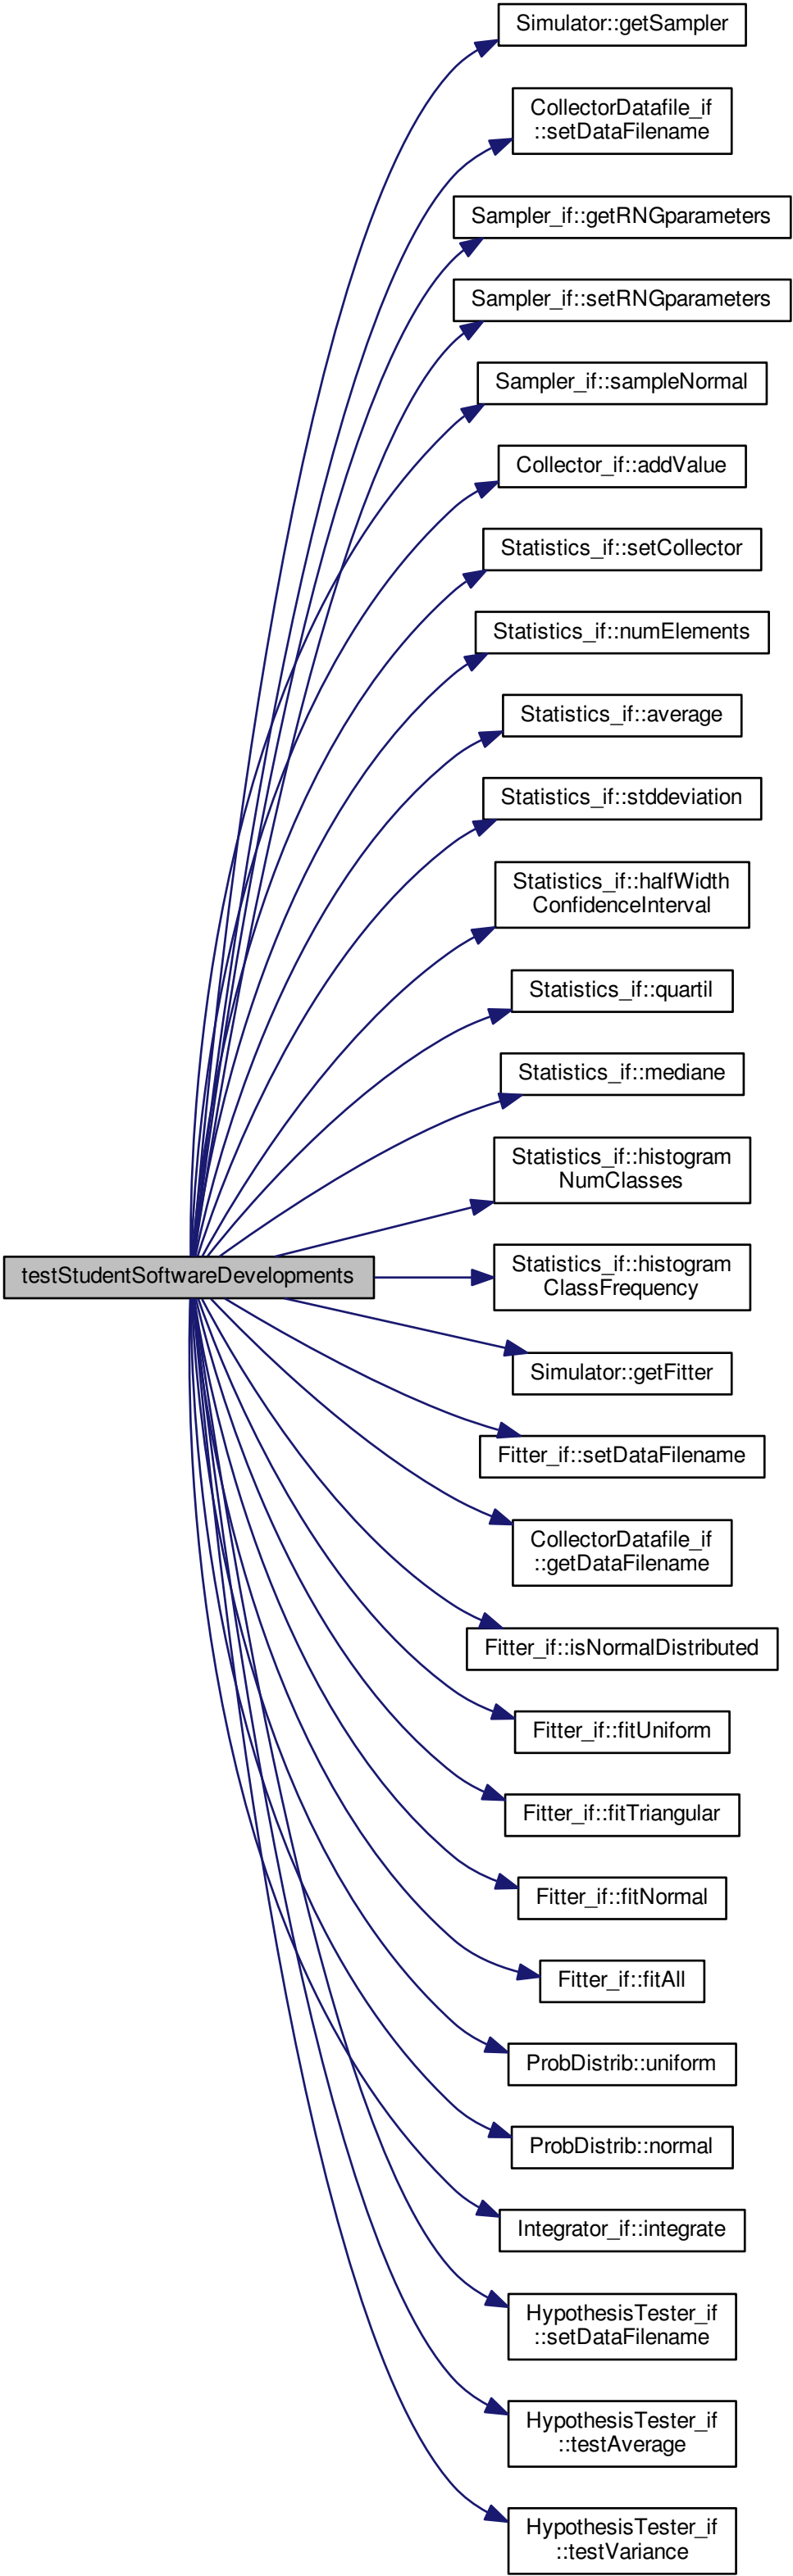 Simulator::getSampler
CollectorDatafile_if
::setDataFilename
Sampler_if::getRNGparameters
Sampler_if::setRNGparameters
Sampler_if::sampleNormal
Collector_if::addValue
Statistics_if::setCollector
Statistics_if::numElements
Statistics_if::average
Statistics_if::stddeviation
Statistics_if::halfWidth
ConfidenceInterval
Statistics_if::quartil
Statistics_if::mediane
Statistics_if::histogram
NumClasses
testStudentSoftwareDevelopments
Statistics_if::histogram
ClassFrequency
Simulator::getFitter
Fitter_if::setDataFilename
CollectorDatafile_if
::getDataFilename
Fitter_if::isNormalDistributed
Fitter_if::fitUniform
Fitter_if::fitTriangular
Fitter_if::fitNormal
Fitter_if::fitAll
ProbDistrib::uniform
ProbDistrib::normal
Integrator_if::integrate
HypothesisTester_if
::setDataFilename
HypothesisTester_if
::testAverage
HypothesisTester_if
::testVariance